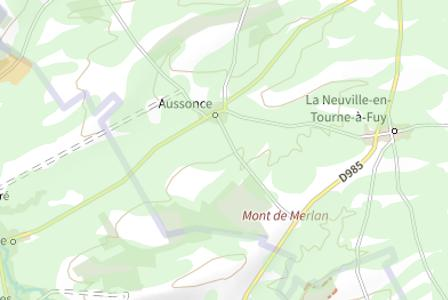 Aussonce
La Neuville-en-
Tourne-à-Fuy
D985
Mont de Merlan